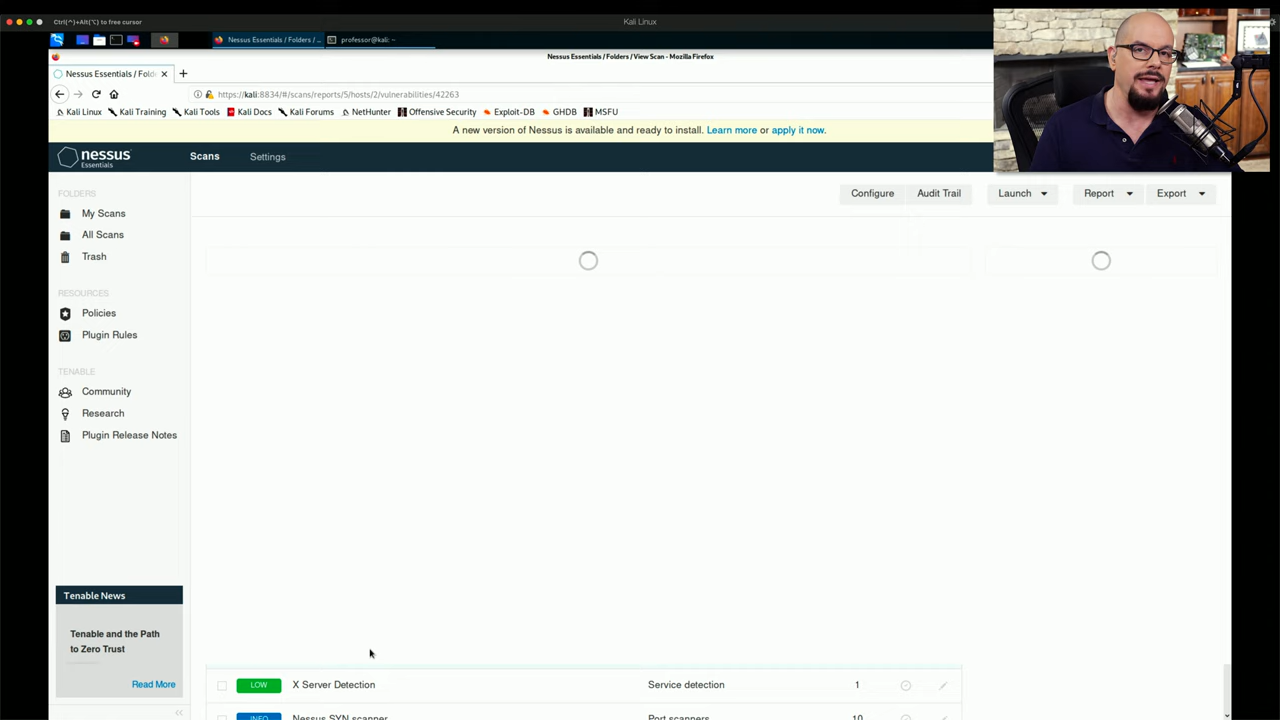 Ctrl(^)+Alt(⌥) to free cursor
Kali Linux
Nessus Essentials / Folders / ...
professor@kali: ~
Nessus Essentials / Folders / View Scan - Mozilla Firefox
Nessus Essentials / Fold
https://kali:8834/#/scans/reports/5/hosts/2/vulnerabilities/42263
Kali Linux Kali Training Kali Tools Kali Docs Kali Forums NetHunter Offensive Security Exploit-DB GHDB MSFU
A new version of Nessus is available and ready to install. Learn more or apply it now.
nessus Essentials Scans Settings
FOLDERS
Configure Audit Trail Launch Report Export
My Scans
All Scans
Trash
RESOURCES
Policies
Plugin Rules
TENABLE
Community
Research
Plugin Release Notes
Tenable News
Tenable and the Path
to Zero Trust
Read More
LOW X Server Detection Service detection 1
INFO Nessus SYN scanner Port scanners 10